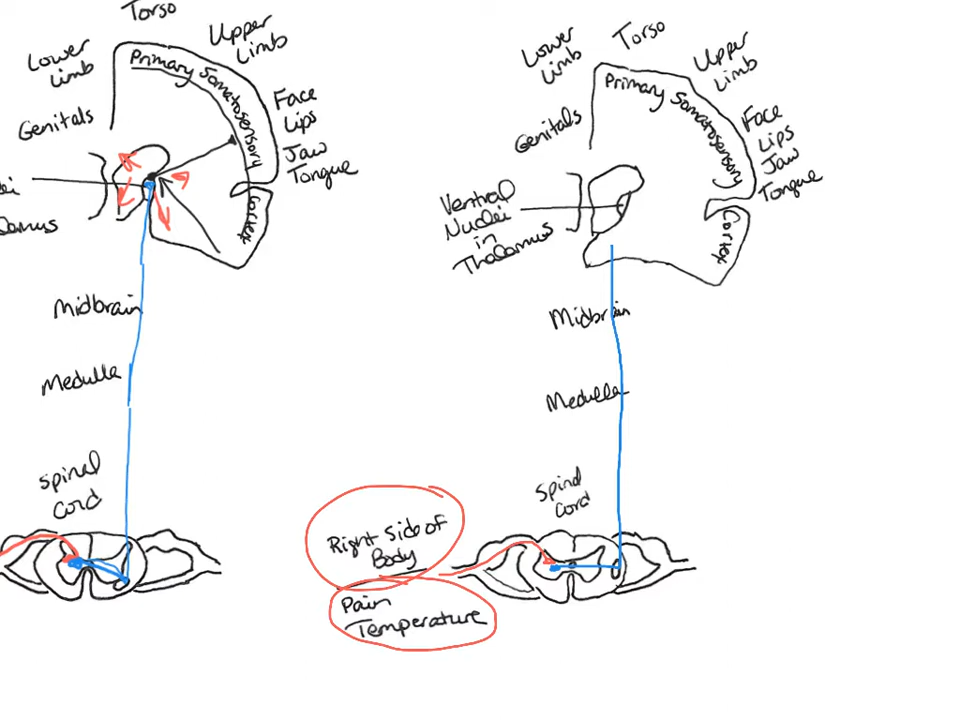 Torso
Lower
Limb
Upper
Limb
Primary Somatosensory
Cortex
Genitals
Face
Lips
Jaw
Tongue
Midbrain
Medulla
spinal
cord
Torso
Lower
Limb
Upper
Limb
Primary Somatosensory
Cortex
Genitals
Face
Lips
Jaw
Tongue
Ventral
Nuclei
in
Thalamus
Midbrain
Medulla
spinal
cord
Right side of
Body
Pain
Temperature